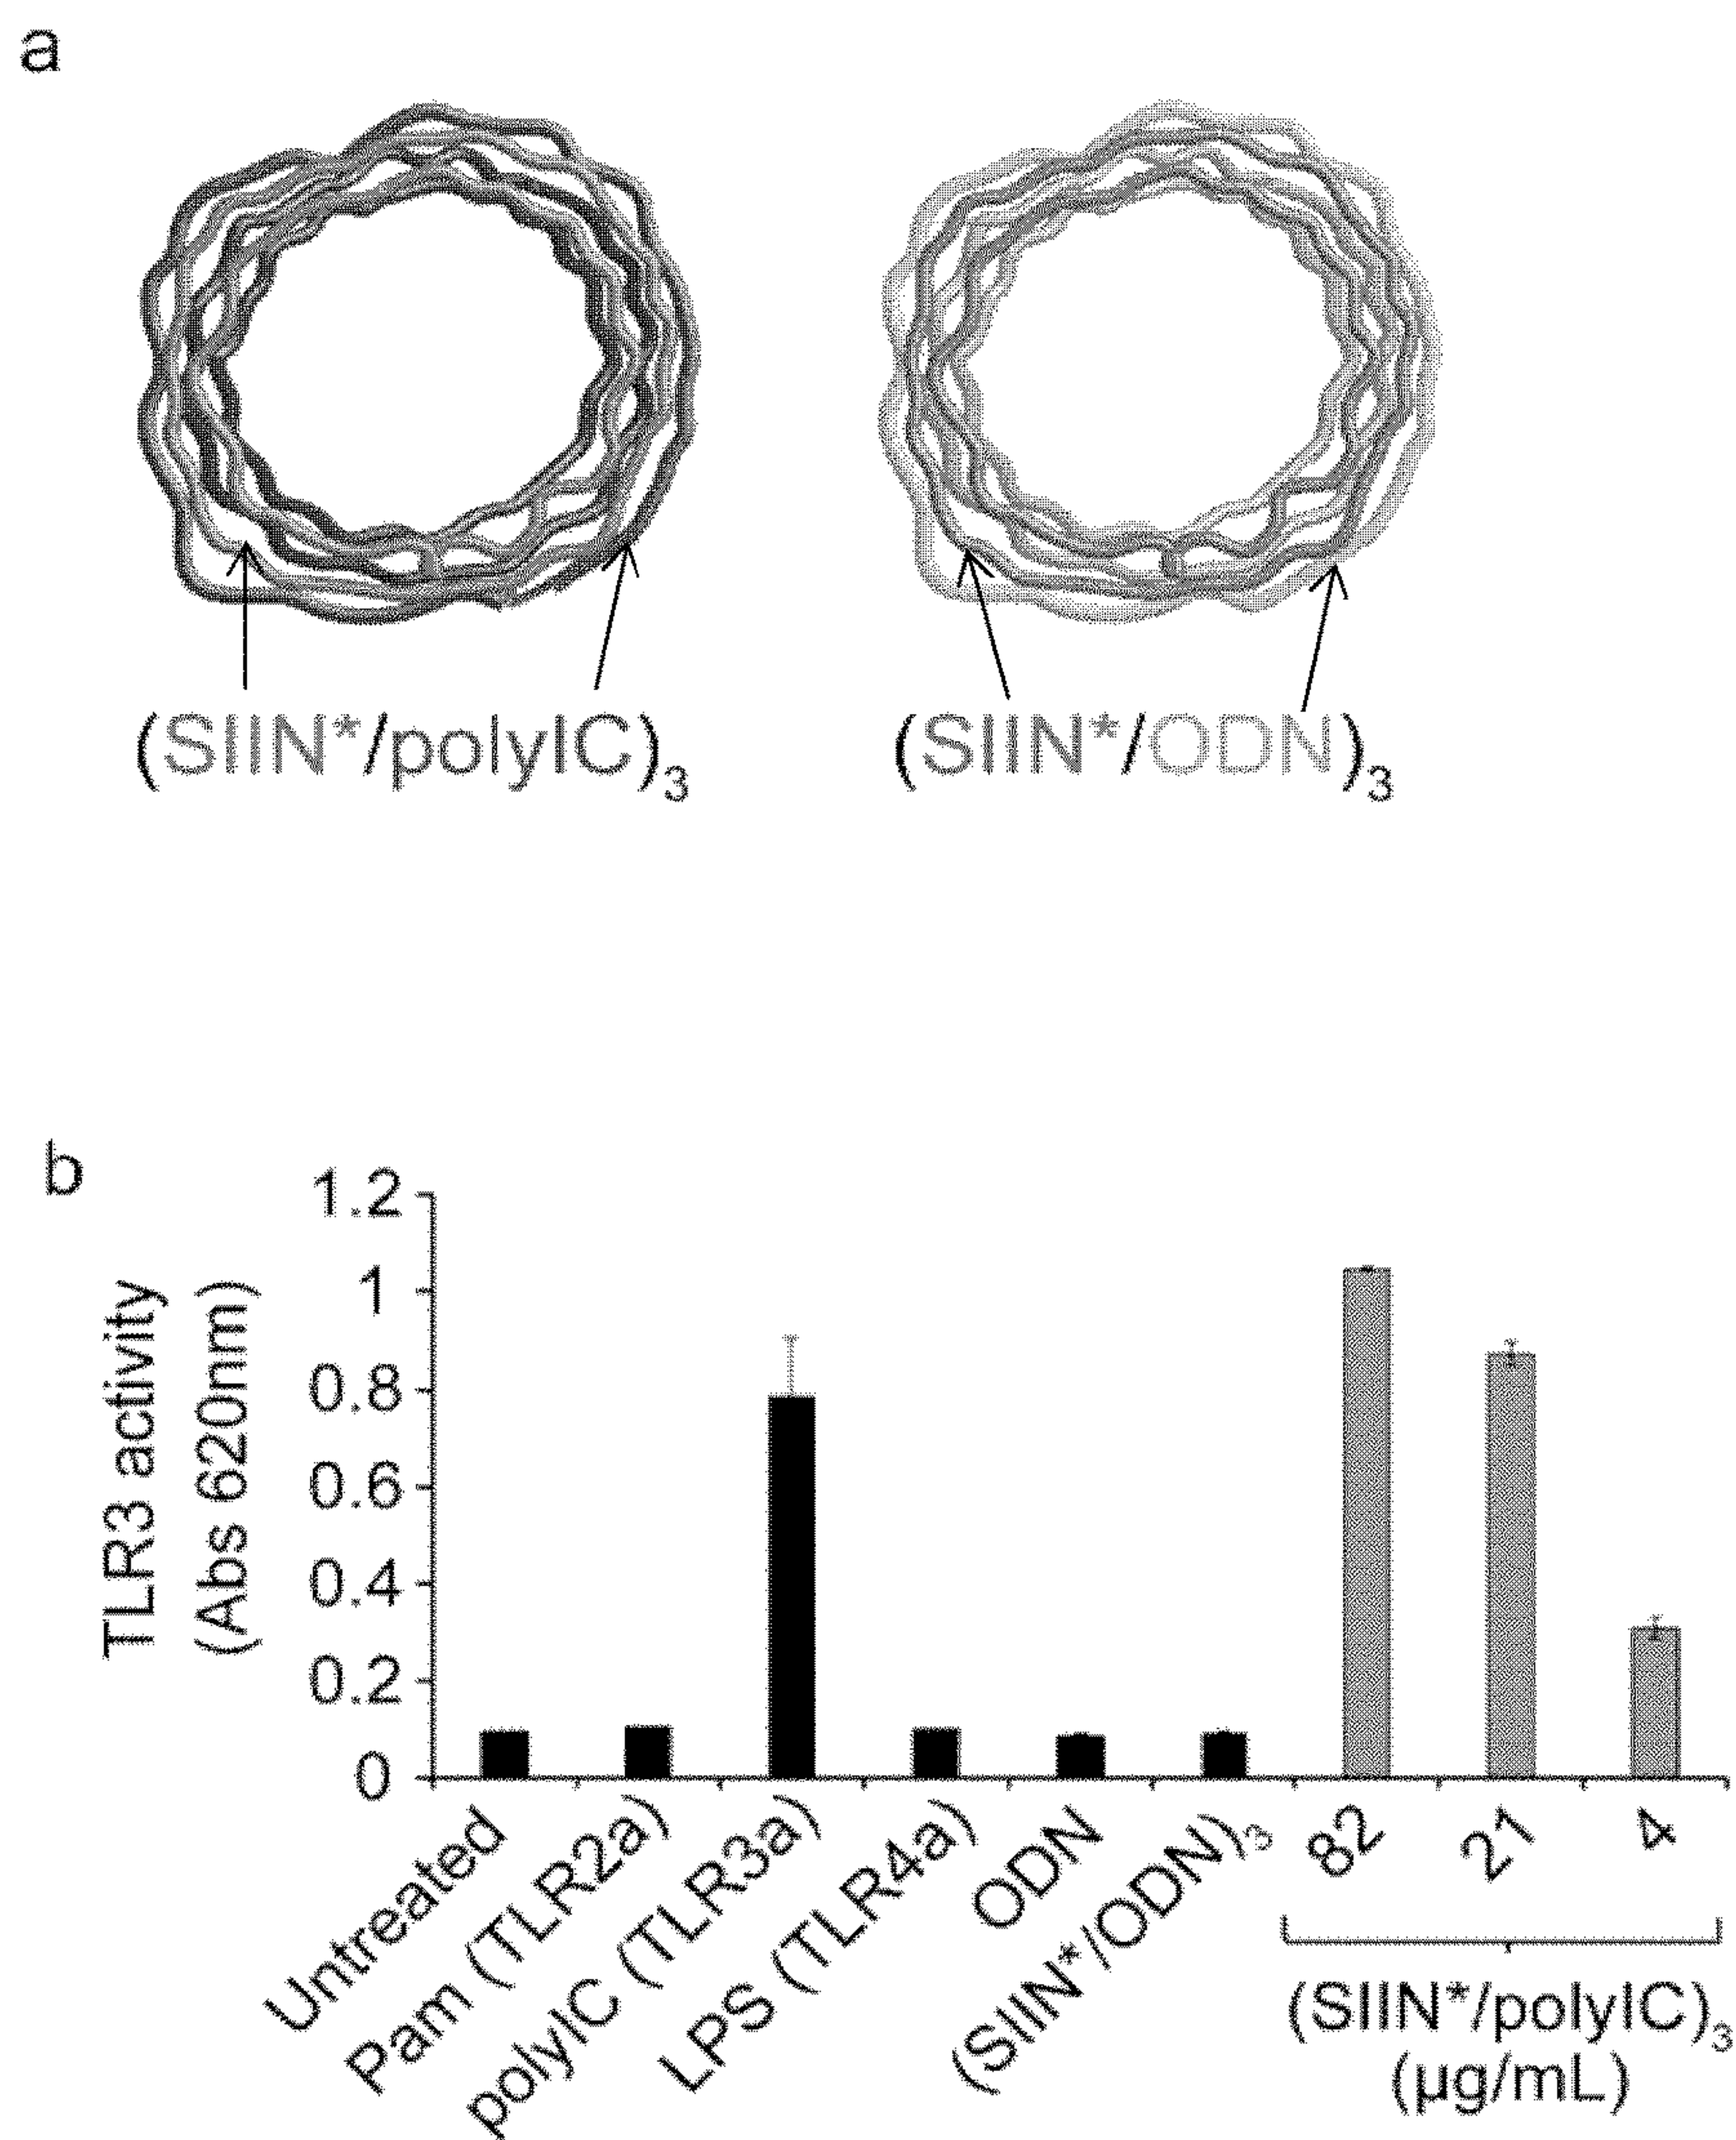 a
(SIIN*/polyIC)3
(SIIN*/ODN)3
b
TLR3 activity
(Abs 620nm)
1.2
1
0.8
0.6
0.4
0.2
0
Untreated
Pam (TLR2a)
polyIC (TLR3a)
LPS (TLR4a)
ODN
(SIIN*/ODN)3
82
21
4
(SIIN*/polyIC)3
(µg/mL)